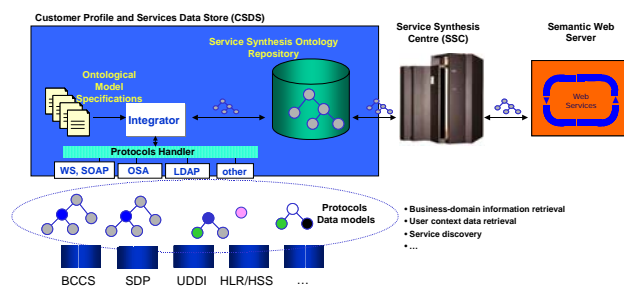 Customer Profile and Services Data Store (CSDS)
Service Synthesis
Centre (SSC)
Semantic Web
Server
Service Synthesis Ontology
Repository
Ontological
Model
Specifications
Integrator
Web
Services
Protocols Handler
WS, SOAP
OSA
LDAP
other
Protocols
Data models
• Business-domain information retrieval
• User context data retrieval
• Service discovery
• …
BCCS
SDP
UDDI
HLR/HSS
…